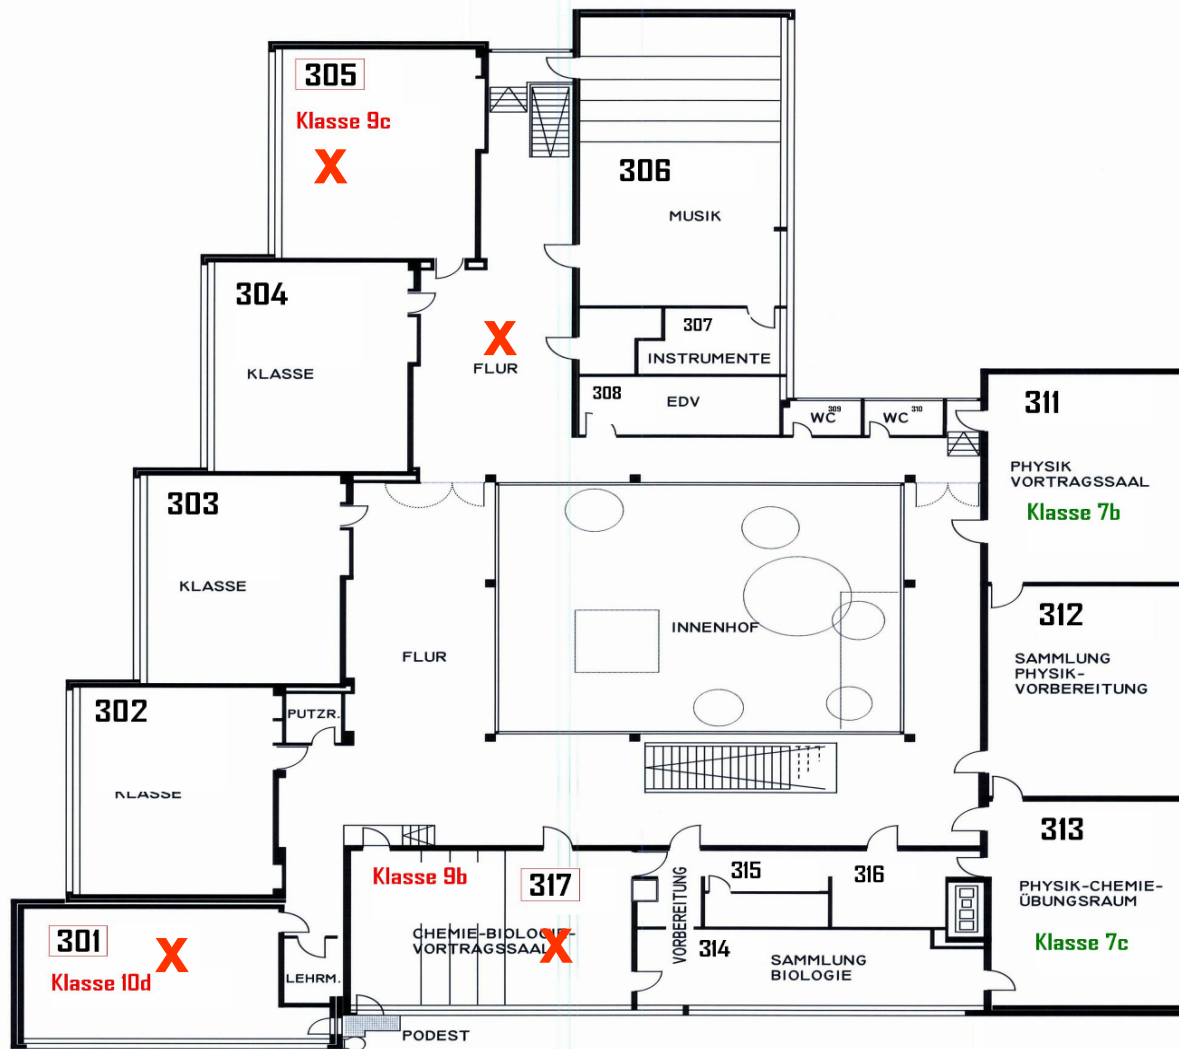 305
Klasse 9c
X
306
MUSIK
304
KLASSE
X
FLUR
307
INSTRUMENTE
308
EDV
WC 309
WC 310
311
PHYSIK
VORTRAGSSAAL
Klasse 7b
303
KLASSE
FLUR
INNENHOF
312
SAMMLUNG
PHYSIK-
VORBEREITUNG
302
KLASSE
PUTZR.
313
PHYSIK-CHEMIE-
ÜBUNGSRAUM
Klasse 7c
Klasse 9b
317
CHEMIE-BIOLOGIE-
VORTRAGSSAAL
X
VORBEREITUNG
315
316
314
SAMMLUNG
BIOLOGIE
301
X
Klasse 10d
LEHRM.
PODEST